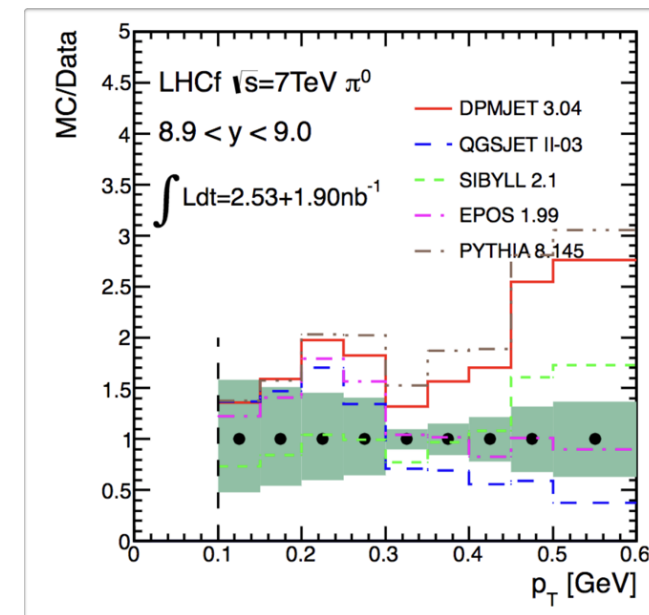 MC/Data
5
4.5
4
3.5
3
2.5
2
1.5
1
0.5
0
LHCf √s=7TeV π⁰
8.9 < y < 9.0
∫ Ldt=2.53+1.90nb⁻¹
DPMJET 3.04
QGSJET II-03
SIBYLL 2.1
EPOS 1.99
PYTHIA 8.145
0 0.1 0.2 0.3 0.4 0.5 0.6
p_T [GeV]